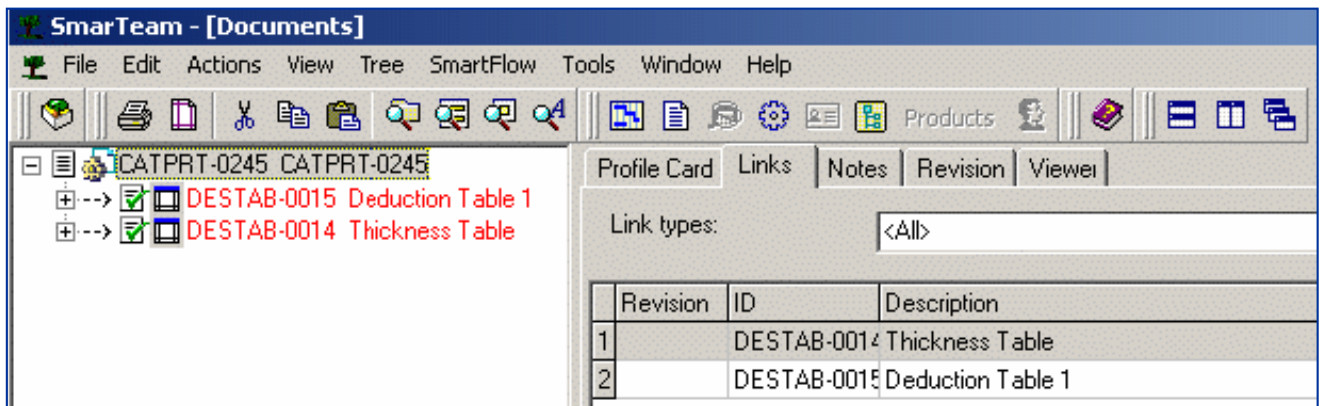 SmarTeam - [Documents]
File Edit Actions View Tree SmartFlow Tools Window Help
A Products
CATPRT-0245 CATPRT-0245
DESTAB-0015 Deduction Table 1
DESTAB-0014 Thickness Table
Profile Card Links Notes Revision Viewer
Link types: <All>
Revision ID Description
1 DESTAB-0014 Thickness Table
2 DESTAB-0015 Deduction Table 1